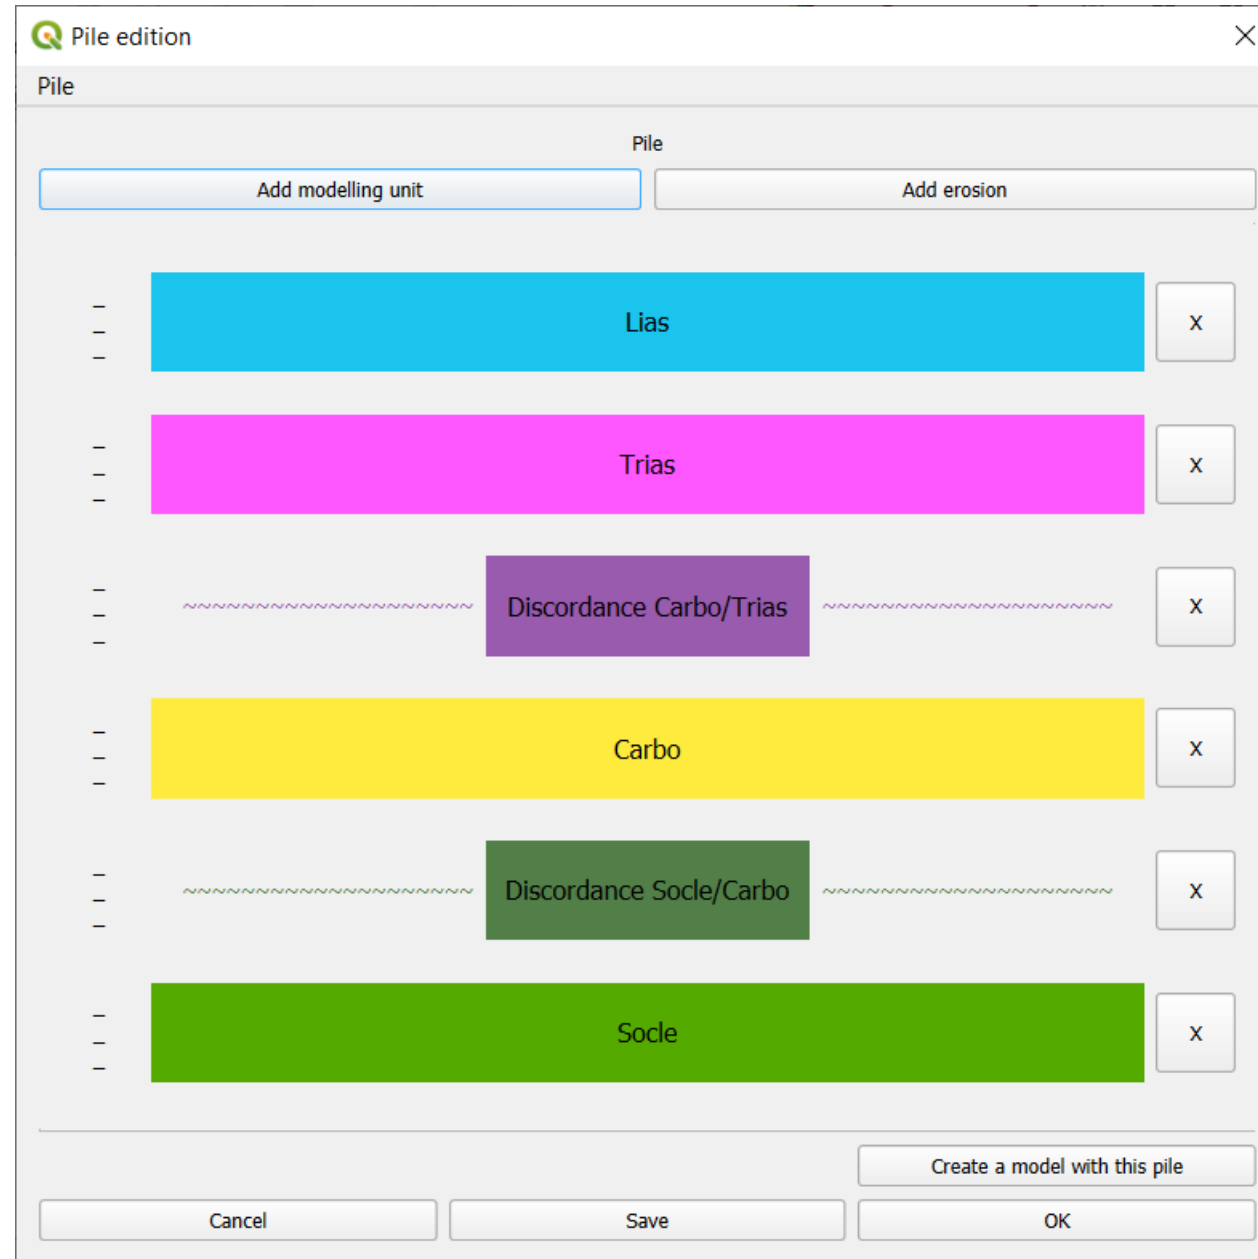 Pile edition
Pile
Pile
Add modelling unit
Add erosion
Lias
X
Trias
X
~~~~~~~~~~~~~~~~~~~~ Discordance Carbo/Trias ~~~~~~~~~~~~~~~~~~~~
X
Carbo
X
~~~~~~~~~~~~~~~~~~~~ Discordance Socle/Carbo ~~~~~~~~~~~~~~~~~~~~
X
Socle
X
Create a model with this pile
Cancel
Save
OK